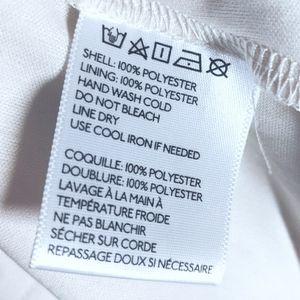 SHELL: 100% POLYESTER
LINING: 100% POLYESTER
HAND WASH COLD
DO NOT BLEACH
LINE DRY
USE COOL IRON IF NEEDED
COQUILLE: 100% POLYESTER
DOUBLURE: 100% POLYESTER
LAVAGE À LA MAIN À
TEMPÉRATURE FROIDE
NE PAS BLANCHIR
SÉCHER SUR CORDE
REPASSAGE DOUX SI NÉCESSAIRE